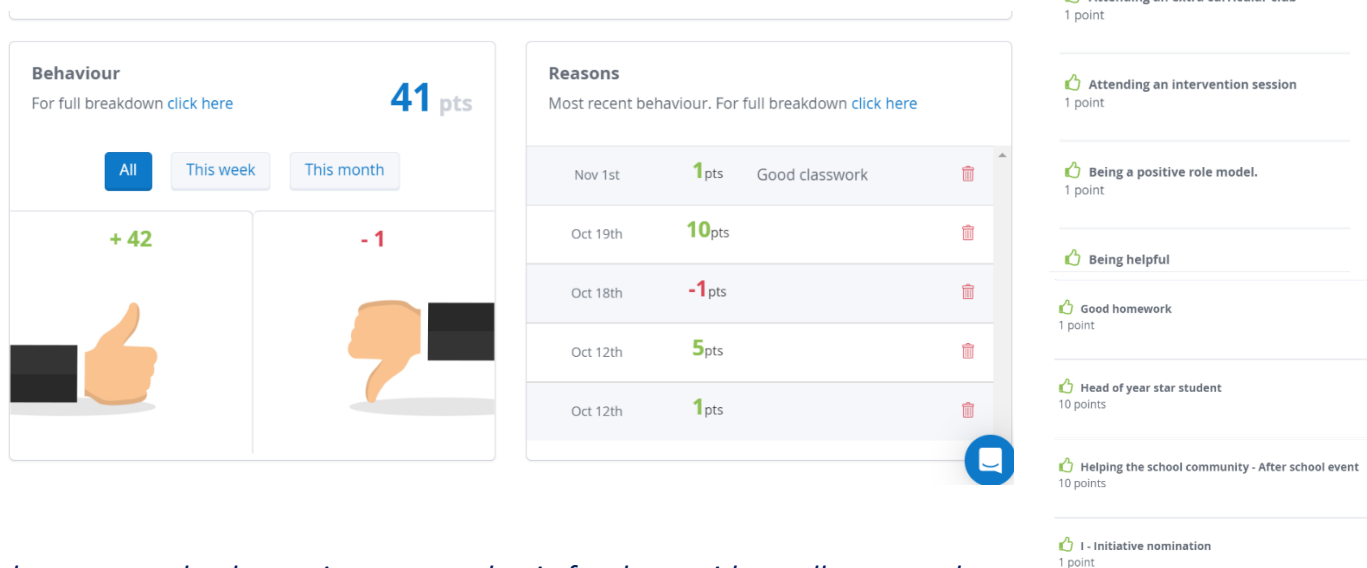 Behaviour
For full breakdown click here
41 pts
All
This week
This month
+ 42
- 1
Reasons
Most recent behaviour. For full breakdown click here
Nov 1st 1pts Good classwork
Oct 19th 10pts
Oct 18th -1pts
Oct 12th 5pts
Oct 12th 1pts
1 point
Attending an intervention session
1 point
Being a positive role model.
1 point
Being helpful
Good homework
1 point
Head of year star student
10 points
Helping the school community - After school event
10 points
I - Initiative nomination
1 point